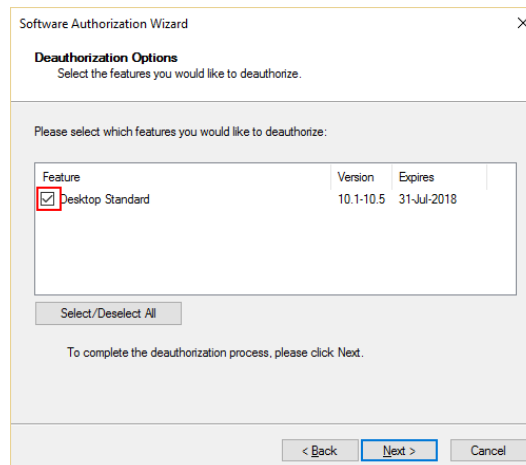 Software Authorization Wizard
Deauthorization Options
Select the features you would like to deauthorize.
Please select which features you would like to deauthorize:
Feature Version Expires
Desktop Standard 10.1-10.5 31-Jul-2018
Select/Deselect All
To complete the deauthorization process, please click Next.
< Back Next > Cancel